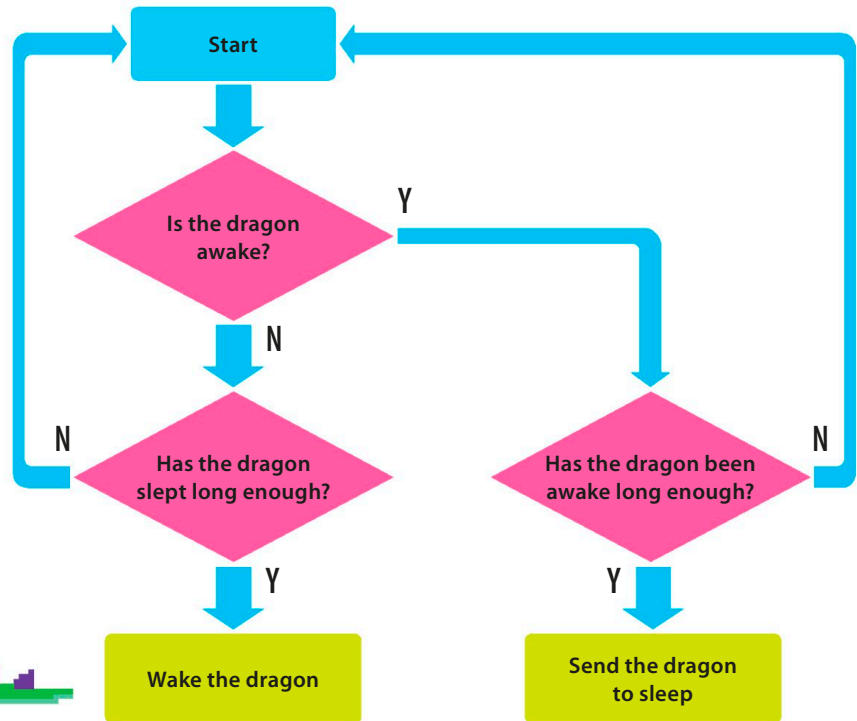 Start
Is the dragon
awake?
Y
N
Has the dragon
slept long enough?
N
Y
Wake the dragon
Has the dragon been
awake long enough?
N
Y
Send the dragon
to sleep